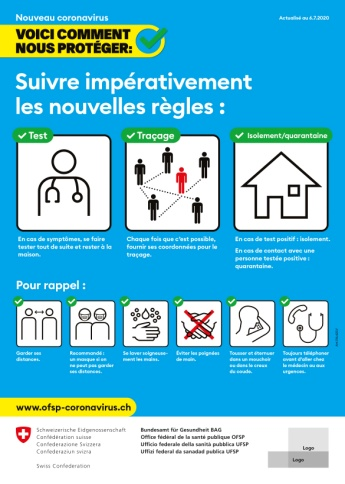 Nouveau coronavirus
Actualisé au 6.7.2020
VOICI COMMENT
NOUS PROTÉGER:
Suivre impérativement
les nouvelles règles :
Test
Traçage
Isolement/quarantaine
En cas de symptômes, se faire
tester tout de suite et rester à la
maison.
Chaque fois que c'est possible,
fournir ses coordonnées pour le
traçage.
En cas de test positif : isolement.
En cas de contact avec une
personne testée positive :
quarantaine.
Pour rappel :
Garder ses
distances.
Recommandé :
un masque si on
ne peut pas garder
ses distances.
Se laver soigneuse-
ment les mains.
Éviter les poignées
de main.
Tousser et éternuer
dans un mouchoir
ou dans le creux
du coude.
Toujours téléphoner
avant d'aller chez
le médecin ou aux
urgences.
www.ofsp-coronavirus.ch
Schweizerische Eidgenossenschaft
Confédération suisse
Confederazione Svizzera
Confederaziun svizra
Swiss Confederation
Bundesamt für Gesundheit BAG
Office fédéral de la santé publique OFSP
Ufficio federale della sanità pubblica UFSP
Uffizi federal da sanadad publica UFSP
Logo
Logo